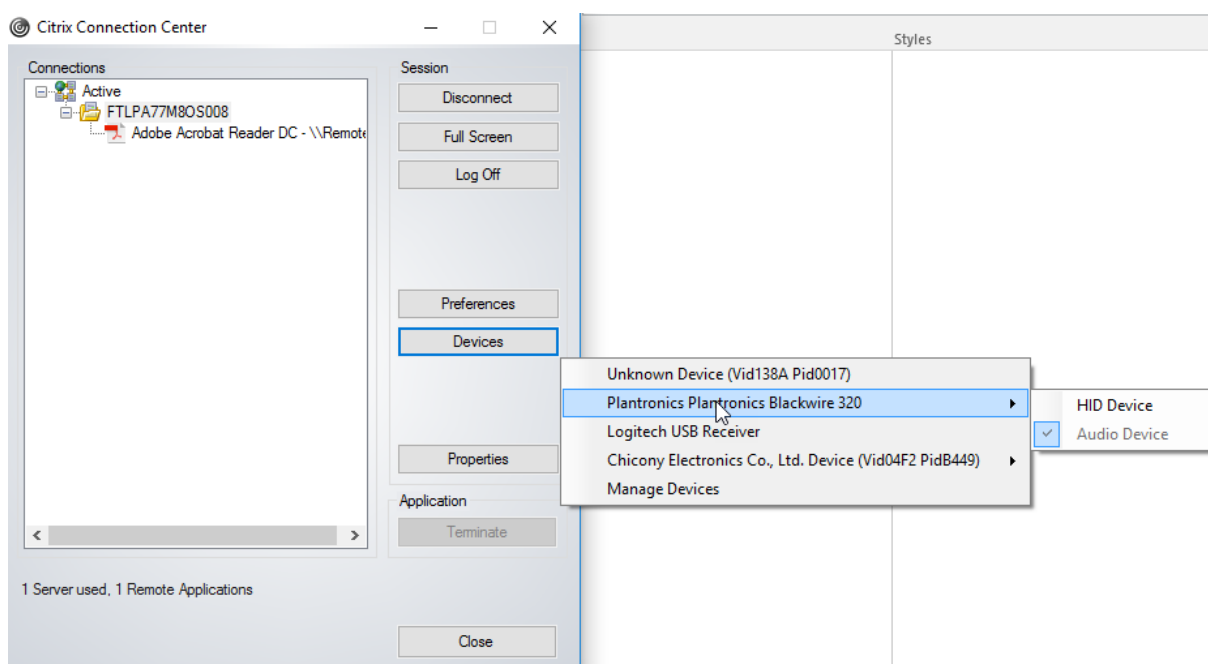 Citrix Connection Center
Styles
Connections
Active
FTLPA77M8OS008
Adobe Acrobat Reader DC - \\Remote
Session
Disconnect
Full Screen
Log Off
Preferences
Devices
Unknown Device (Vid138A Pid0017)
Plantronics Plantronics Blackwire 320
Logitech USB Receiver
Chicony Electronics Co., Ltd. Device (Vid04F2 PidB449)
Manage Devices
HID Device
Audio Device
Properties
Application
Terminate
1 Server used, 1 Remote Applications
Close